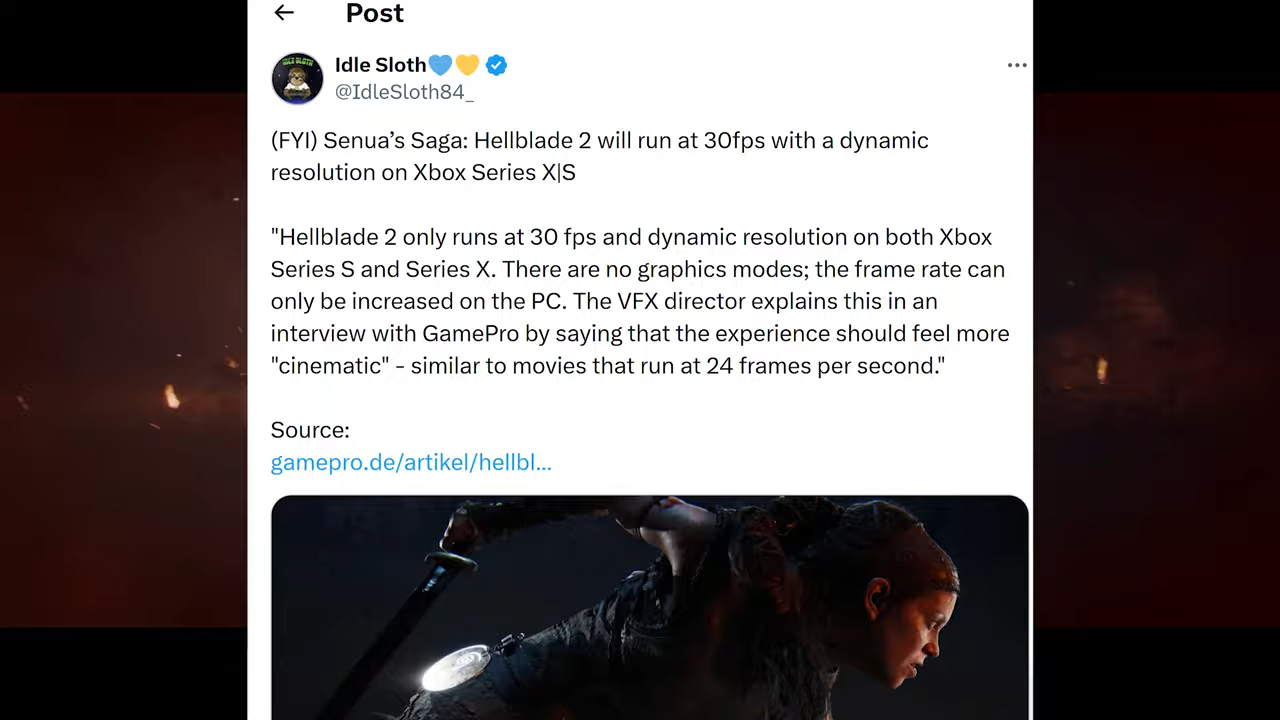 Post
Idle Sloth💙💛
@IdleSloth84_
(FYI) Senua’s Saga: Hellblade 2 will run at 30fps with a dynamic
resolution on Xbox Series X|S
"Hellblade 2 only runs at 30 fps and dynamic resolution on both Xbox
Series S and Series X. There are no graphics modes; the frame rate can
only be increased on the PC. The VFX director explains this in an
interview with GamePro by saying that the experience should feel more
"cinematic" - similar to movies that run at 24 frames per second."
Source:
gamepro.de/artikel/hellbl...